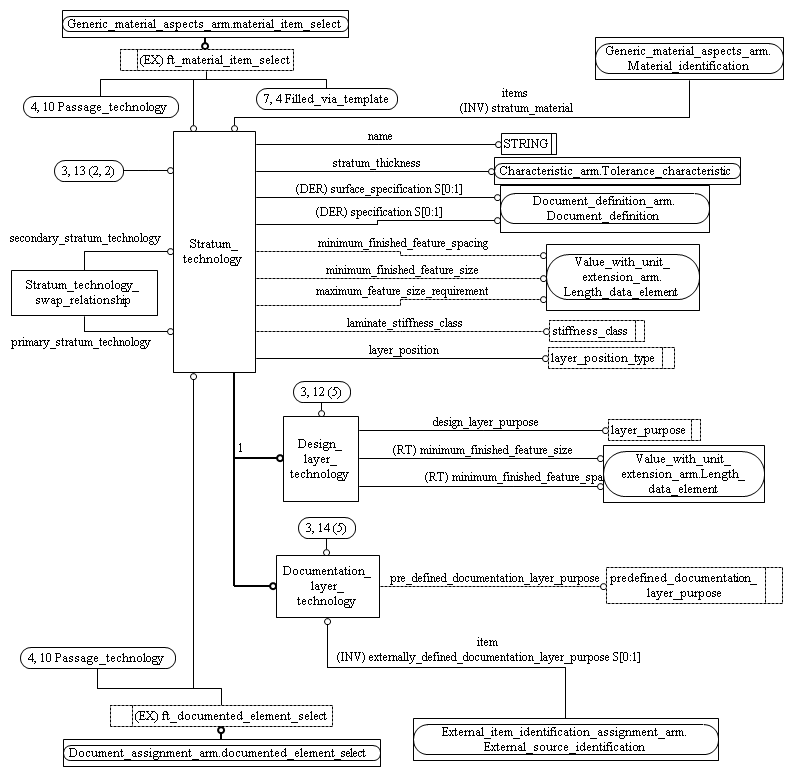 Generic_material_aspects_arm.material_item_select
(EX) ft_material_item_select
Generic_material_aspects_arm.
Material_identification
4, 10 Passage_technology
7, 4 Filled_via_template
items
(INV) stratum_material
name
STRING
3, 13 (2, 2)
stratum_thickness
Characteristic_arm.Tolerance_characteristic
(DER) surface_specification S[0:1]
Document_definition_arm.
Document_definition
(DER) specification S[0:1]
secondary_stratum_technology
Stratum_
technology
minimum_finished_feature_spacing
Value_with_unit_
extension_arm.
Length_data_element
minimum_finished_feature_size
Stratum_technology_
swap_relationship
maximum_feature_size_requirement
primary_stratum_technology
laminate_stiffness_class
stiffness_class
layer_position
layer_position_type
3, 12 (5)
design_layer_purpose
layer_purpose
1
Design_
layer_
technology
(RT) minimum_finished_feature_size
Value_with_unit_
extension_arm.Length_
data_element
(RT) minimum_finished_feature_spa
3, 14 (5)
Documentation_
layer_
technology
pre_defined_documentation_layer_purpose
predefined_documentation_
layer_purpose
item
(INV) externally_defined_documentation_layer_purpose S[0:1]
4, 10 Passage_technology
(EX) ft_documented_element_select
External_item_identification_assignment_arm.
External_source_identification
Document_assignment_arm.documented_element_select